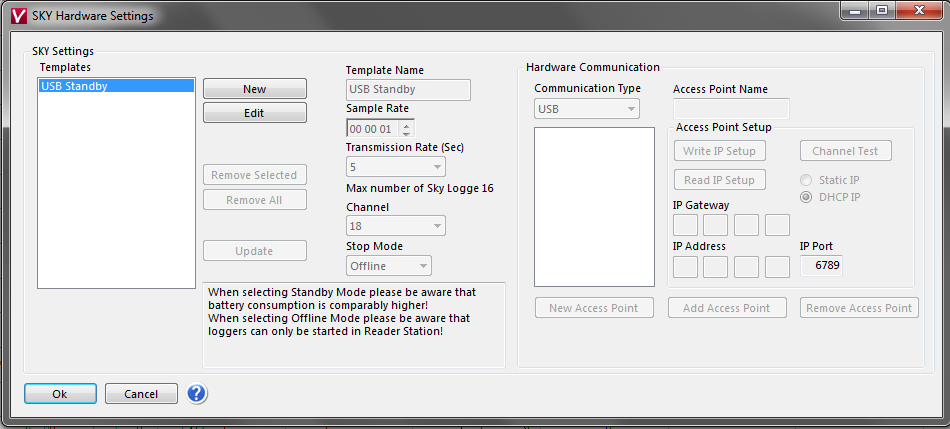 SKY Hardware Settings
SKY Settings
Templates
USB Standby
New
Edit
Remove Selected
Remove All
Update
Template Name
USB Standby
Sample Rate
00 00 01
Transmission Rate (Sec)
5
Max number of Sky Logge 16
Channel
18
Stop Mode
Offline
When selecting Standby Mode please be aware that
battery consumption is comparably higher!
When selecting Offline Mode please be aware that
loggers can only be started in Reader Station!
Hardware Communication
Communication Type
USB
Access Point Name
Access Point Setup
Write IP Setup
Channel Test
Read IP Setup
Static IP
DHCP IP
IP Gateway
IP Address
IP Port
6789
New Access Point
Add Access Point
Remove Access Point
Ok
Cancel
?